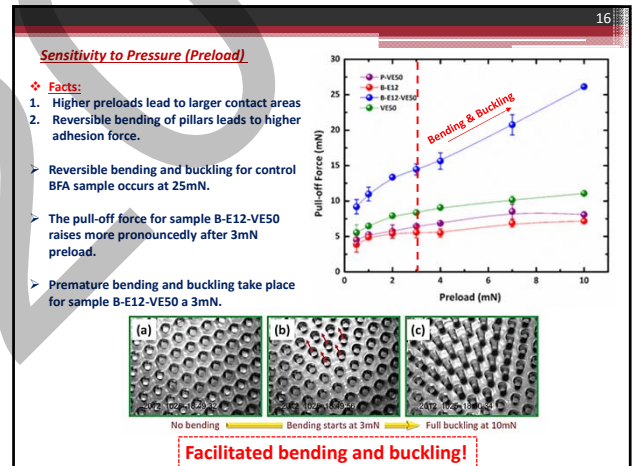 16
Sensitivity to Pressure (Preload)
❖ Facts:
1. Higher preloads lead to larger contact areas
2. Reversible bending of pillars leads to higher
adhesion force.
➢ Reversible bending and buckling for control
BFA sample occurs at 25mN.
➢ The pull-off force for sample B-E12-VE50
raises more pronouncedly after 3mN
preload.
➢ Premature bending and buckling take place
for sample B-E12-VE50 a 3mN.
Pull-off Force (mN)
30
25
20
15
10
5
0
P-VE50
B-E12
B-E12-VE50
VE50
Bending & Buckling
0 2 4 6 8 10
Preload (mN)
(a)
(b)
(c)
No bending
Bending starts at 3mN
Full buckling at 10mN
Facilitated bending and buckling!